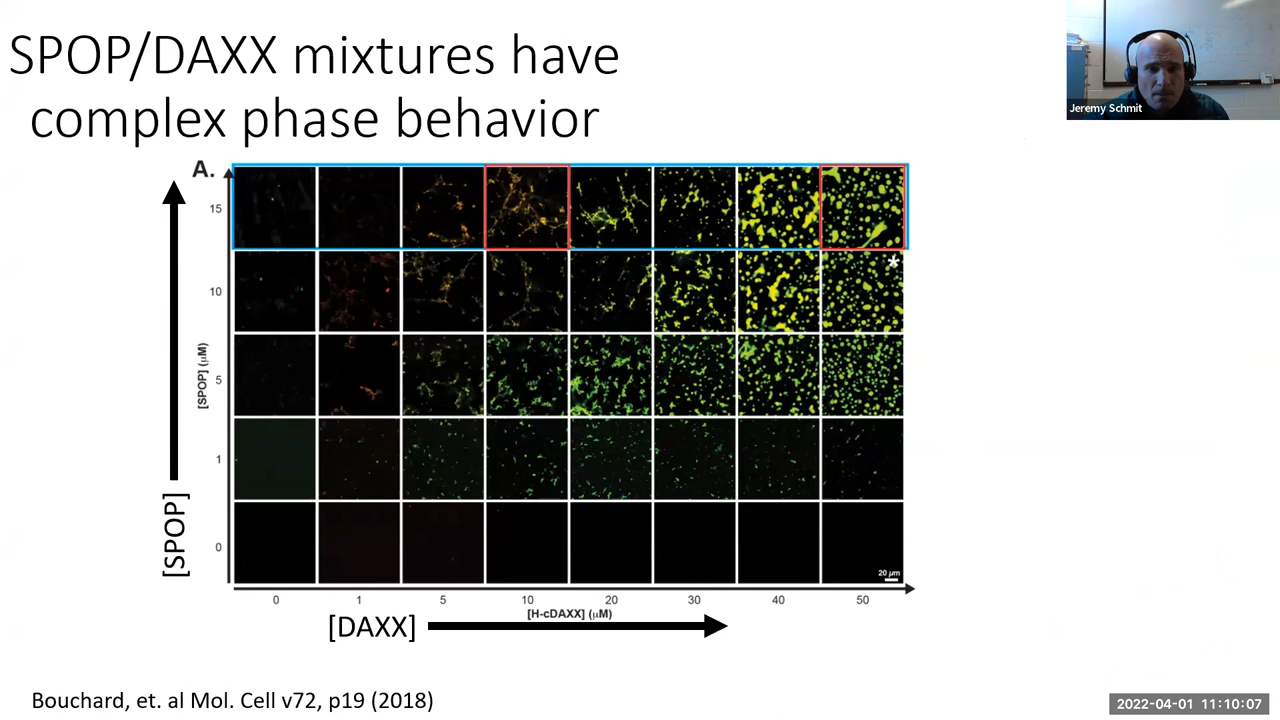 SPOP/DAXX mixtures have
complex phase behavior
Jeremy Schmit
A.
15
10
5
1
0
[SPOP] (μM)
[SPOP]
*
20 μm
0 1 5 10 20 30 40 50
[H-cDAXX] (μM)
[DAXX]
Bouchard, et. al Mol. Cell v72, p19 (2018)
2022-04-01 11:10:07